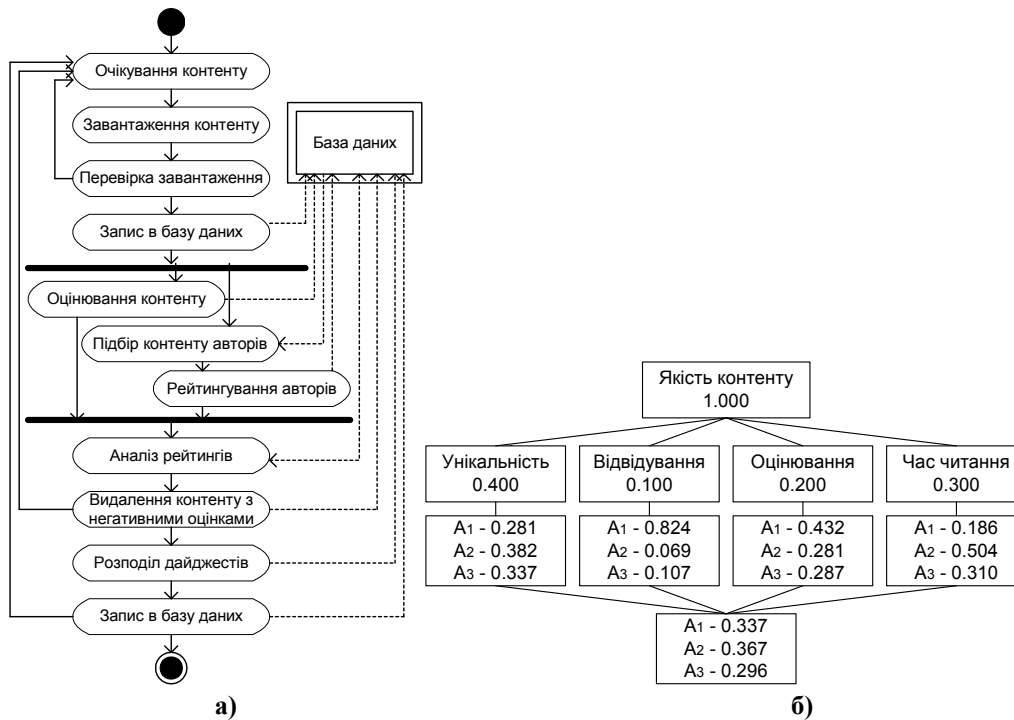 Очікування контенту
Завантаження контенту
База даних
Перевірка завантаження
Запис в базу даних
Оцінювання контенту
Підбір контенту авторів
Рейтингування авторів
Аналіз рейтингів
Видалення контенту з
негативними оцінками
Розподіл дайджестів
Запис в базу даних
а)
Якість контенту
1.000
Унікальність
0.400
Відвідування
0.100
Оцінювання
0.200
Час читання
0.300
A1 - 0.281
A2 - 0.382
A3 - 0.337
A1 - 0.824
A2 - 0.069
A3 - 0.107
A1 - 0.432
A2 - 0.281
A3 - 0.287
A1 - 0.186
A2 - 0.504
A3 - 0.310
A1 - 0.337
A2 - 0.367
A3 - 0.296
б)